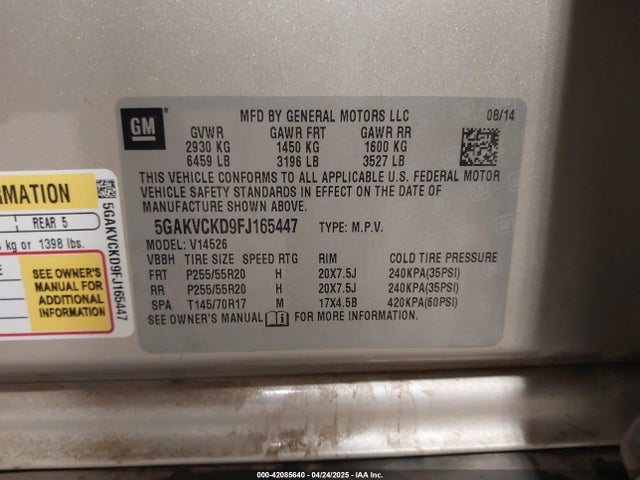 GM
MFD BY GENERAL MOTORS LLC 08/14
GVWR GAWR FRT GAWR RR
2930 KG 1450 KG 1600 KG
6459 LB 3196 LB 3527 LB
THIS VEHICLE CONFORMS TO ALL APPLICABLE U.S. FEDERAL MOTOR
VEHICLE SAFETY STANDARDS IN EFFECT ON THE DATE OF
MANUFACTURE SHOWN ABOVE.
5GAKVCKD9FJ165447 TYPE: M.P.V.
MODEL: V14526
VBBH TIRE SIZE SPEED RTG RIM COLD TIRE PRESSURE
FRT P255/55R20 H 20X7.5J 240KPA(35PSI)
RR P255/55R20 H 20X7.5J 240KPA(35PSI)
SPA T145/70R17 M 17X4.5B 420KPA(60PSI)
SEE OWNER'S MANUAL FOR MORE INFORMATION.
RMATION
REAR 5
kg or 1398 lbs.
SEE OWNER'S
MANUAL FOR
ADDITIONAL
INFORMATION
5GAKVCKD9FJ165447
000-42085640 - 04/24/2025 - IAA Inc.